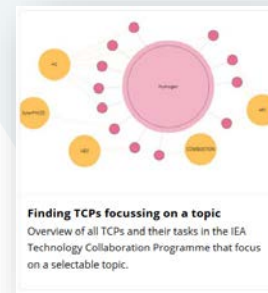 hydrogen
HEV
COMBUSTION
Finding TCPs focussing on a topic
Overview of all TCPs and their tasks in the IEA
Technology Collaboration Programme that focus
on a selectable topic.